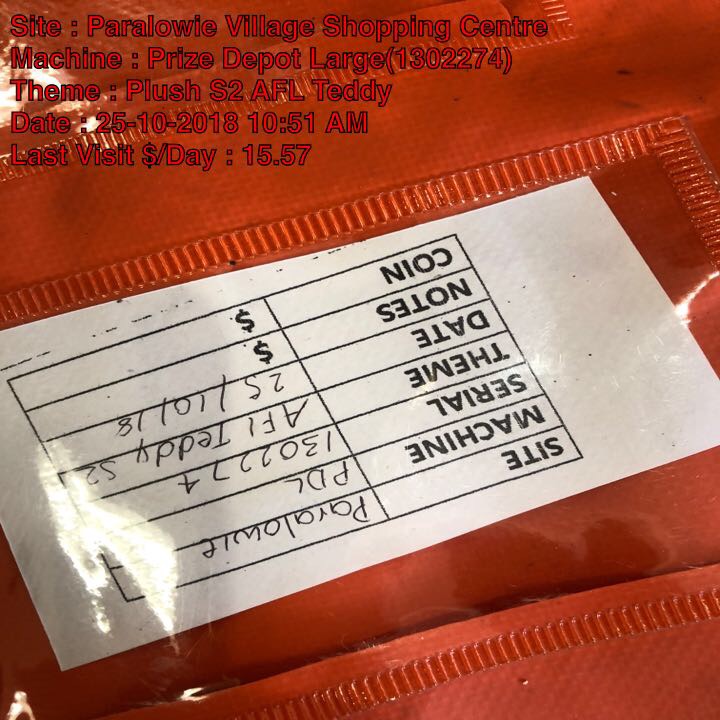 Site : Paralowie Village Shopping Centre
Machine : Prize Depot Large(1302274)
Theme : Plush S2 AFL Teddy
Date : 25-10-2018 10:51 AM
Last Visit $/Day : 15.57
SITE Paralowie
MACHINE PDL
SERIAL 1302274
THEME AFL Teddy S2
DATE 25/10/18
NOTES $
COIN $